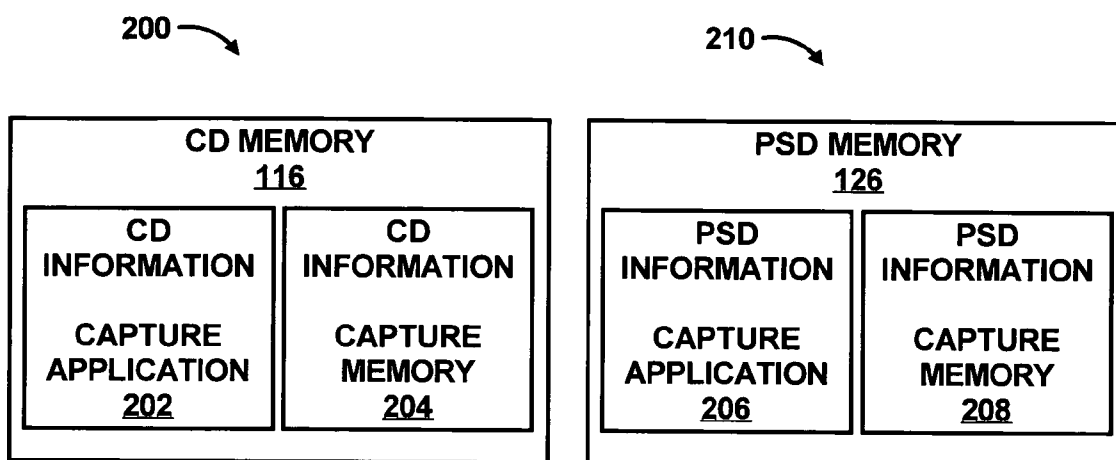 200
210
CD MEMORY
116
CD
INFORMATION
CAPTURE
APPLICATION
202
CD
INFORMATION
CAPTURE
MEMORY
204
PSD MEMORY
126
PSD
INFORMATION
CAPTURE
APPLICATION
206
PSD
INFORMATION
CAPTURE
MEMORY
208